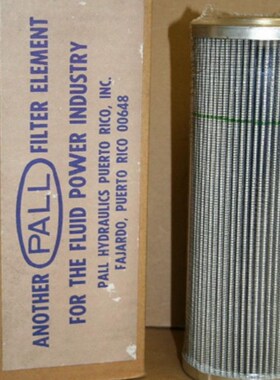 ANOTHER PALL FILTER ELEMENT
FOR THE FLUID POWER INDUSTRY
PALL HYDRAULICS PUERTO RICO, INC.
FAJARDO, PUERTO RICO 00648